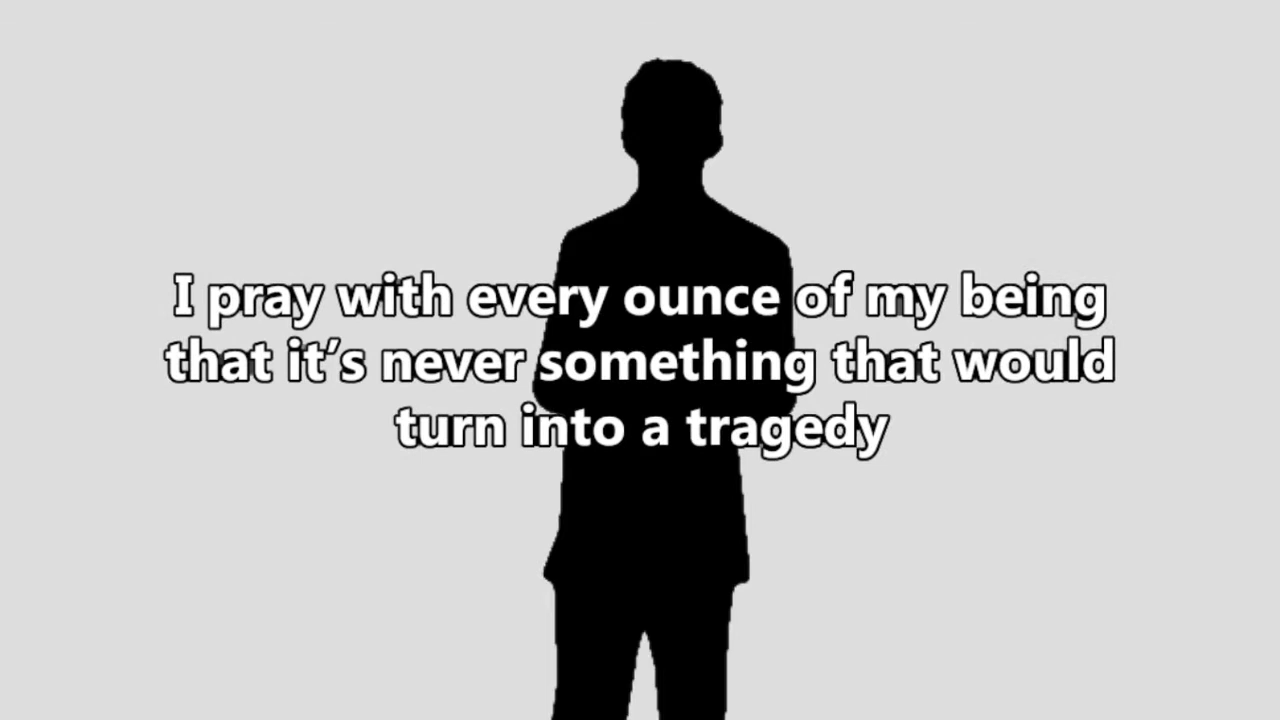 I pray with every ounce of my being
that it’s never something that would
turn into a tragedy